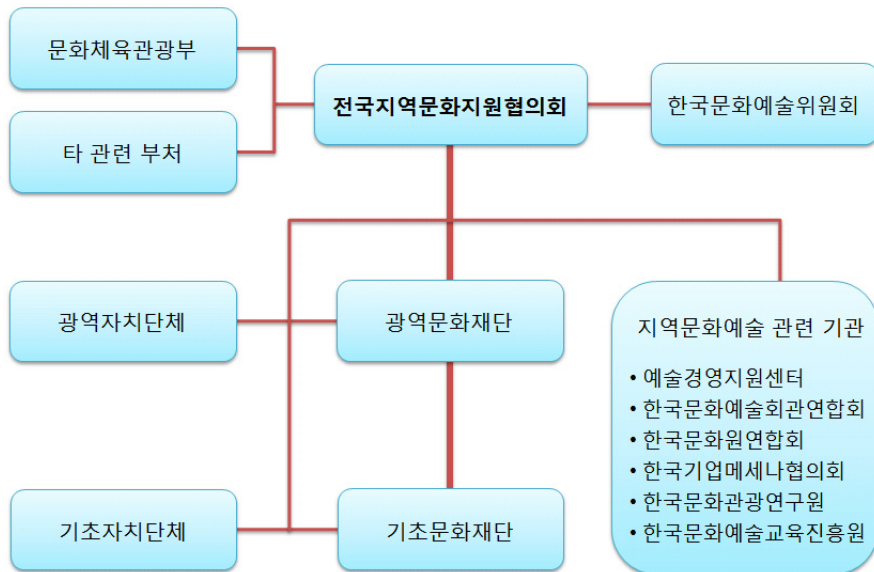 문화체육관광부
전국지역문화지원협의회
한국문화예술위원회
타 관련 부처
광역자치단체
광역문화재단
지역문화예술 관련 기관
• 예술경영지원센터
• 한국문화예술회관연합회
• 한국문화원연합회
• 한국기업메세나협의회
• 한국문화관광연구원
• 한국문화예술교육진흥원
기초자치단체
기초문화재단